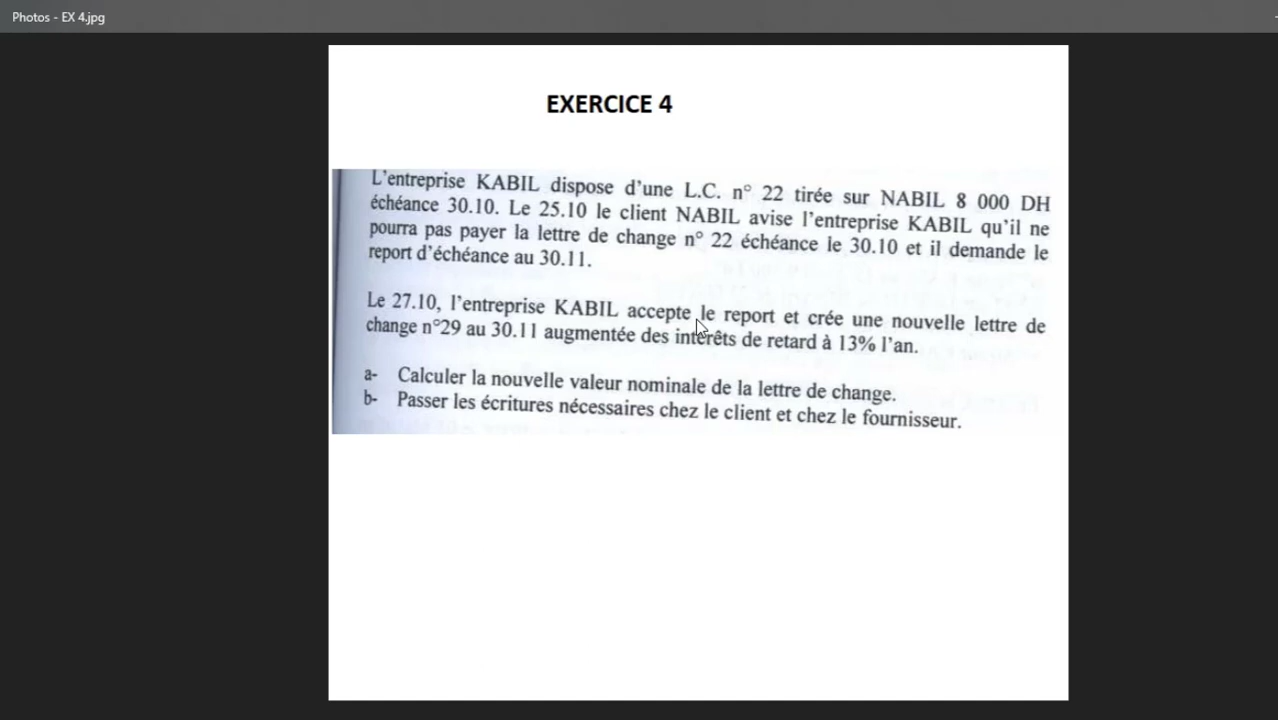 Photos - EX 4.jpg
EXERCICE 4
L'entreprise KABIL dispose d'une L.C. n° 22 tirée sur NABIL 8 000 DH
échéance 30.10. Le 25.10 le client NABIL avise l'entreprise KABIL qu'il ne
pourra pas payer la lettre de change n° 22 échéance le 30.10 et il demande le
report d'échéance au 30.11.
Le 27.10, l'entreprise KABIL accepte le report et crée une nouvelle lettre de
change n°29 au 30.11 augmentée des intérêts de retard à 13% l'an.
a- Calculer la nouvelle valeur nominale de la lettre de change.
b- Passer les écritures nécessaires chez le client et chez le fournisseur.